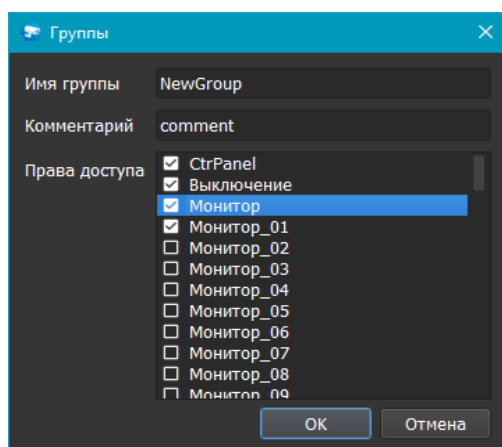 Группы
Имя группы NewGroup
Комментарий comment
Права доступа
CtrPanel
Выключение
Монитор
Монитор_01
Монитор_02
Монитор_03
Монитор_04
Монитор_05
Монитор_06
Монитор_07
Монитор_08
Монитор_09
OK Отмена